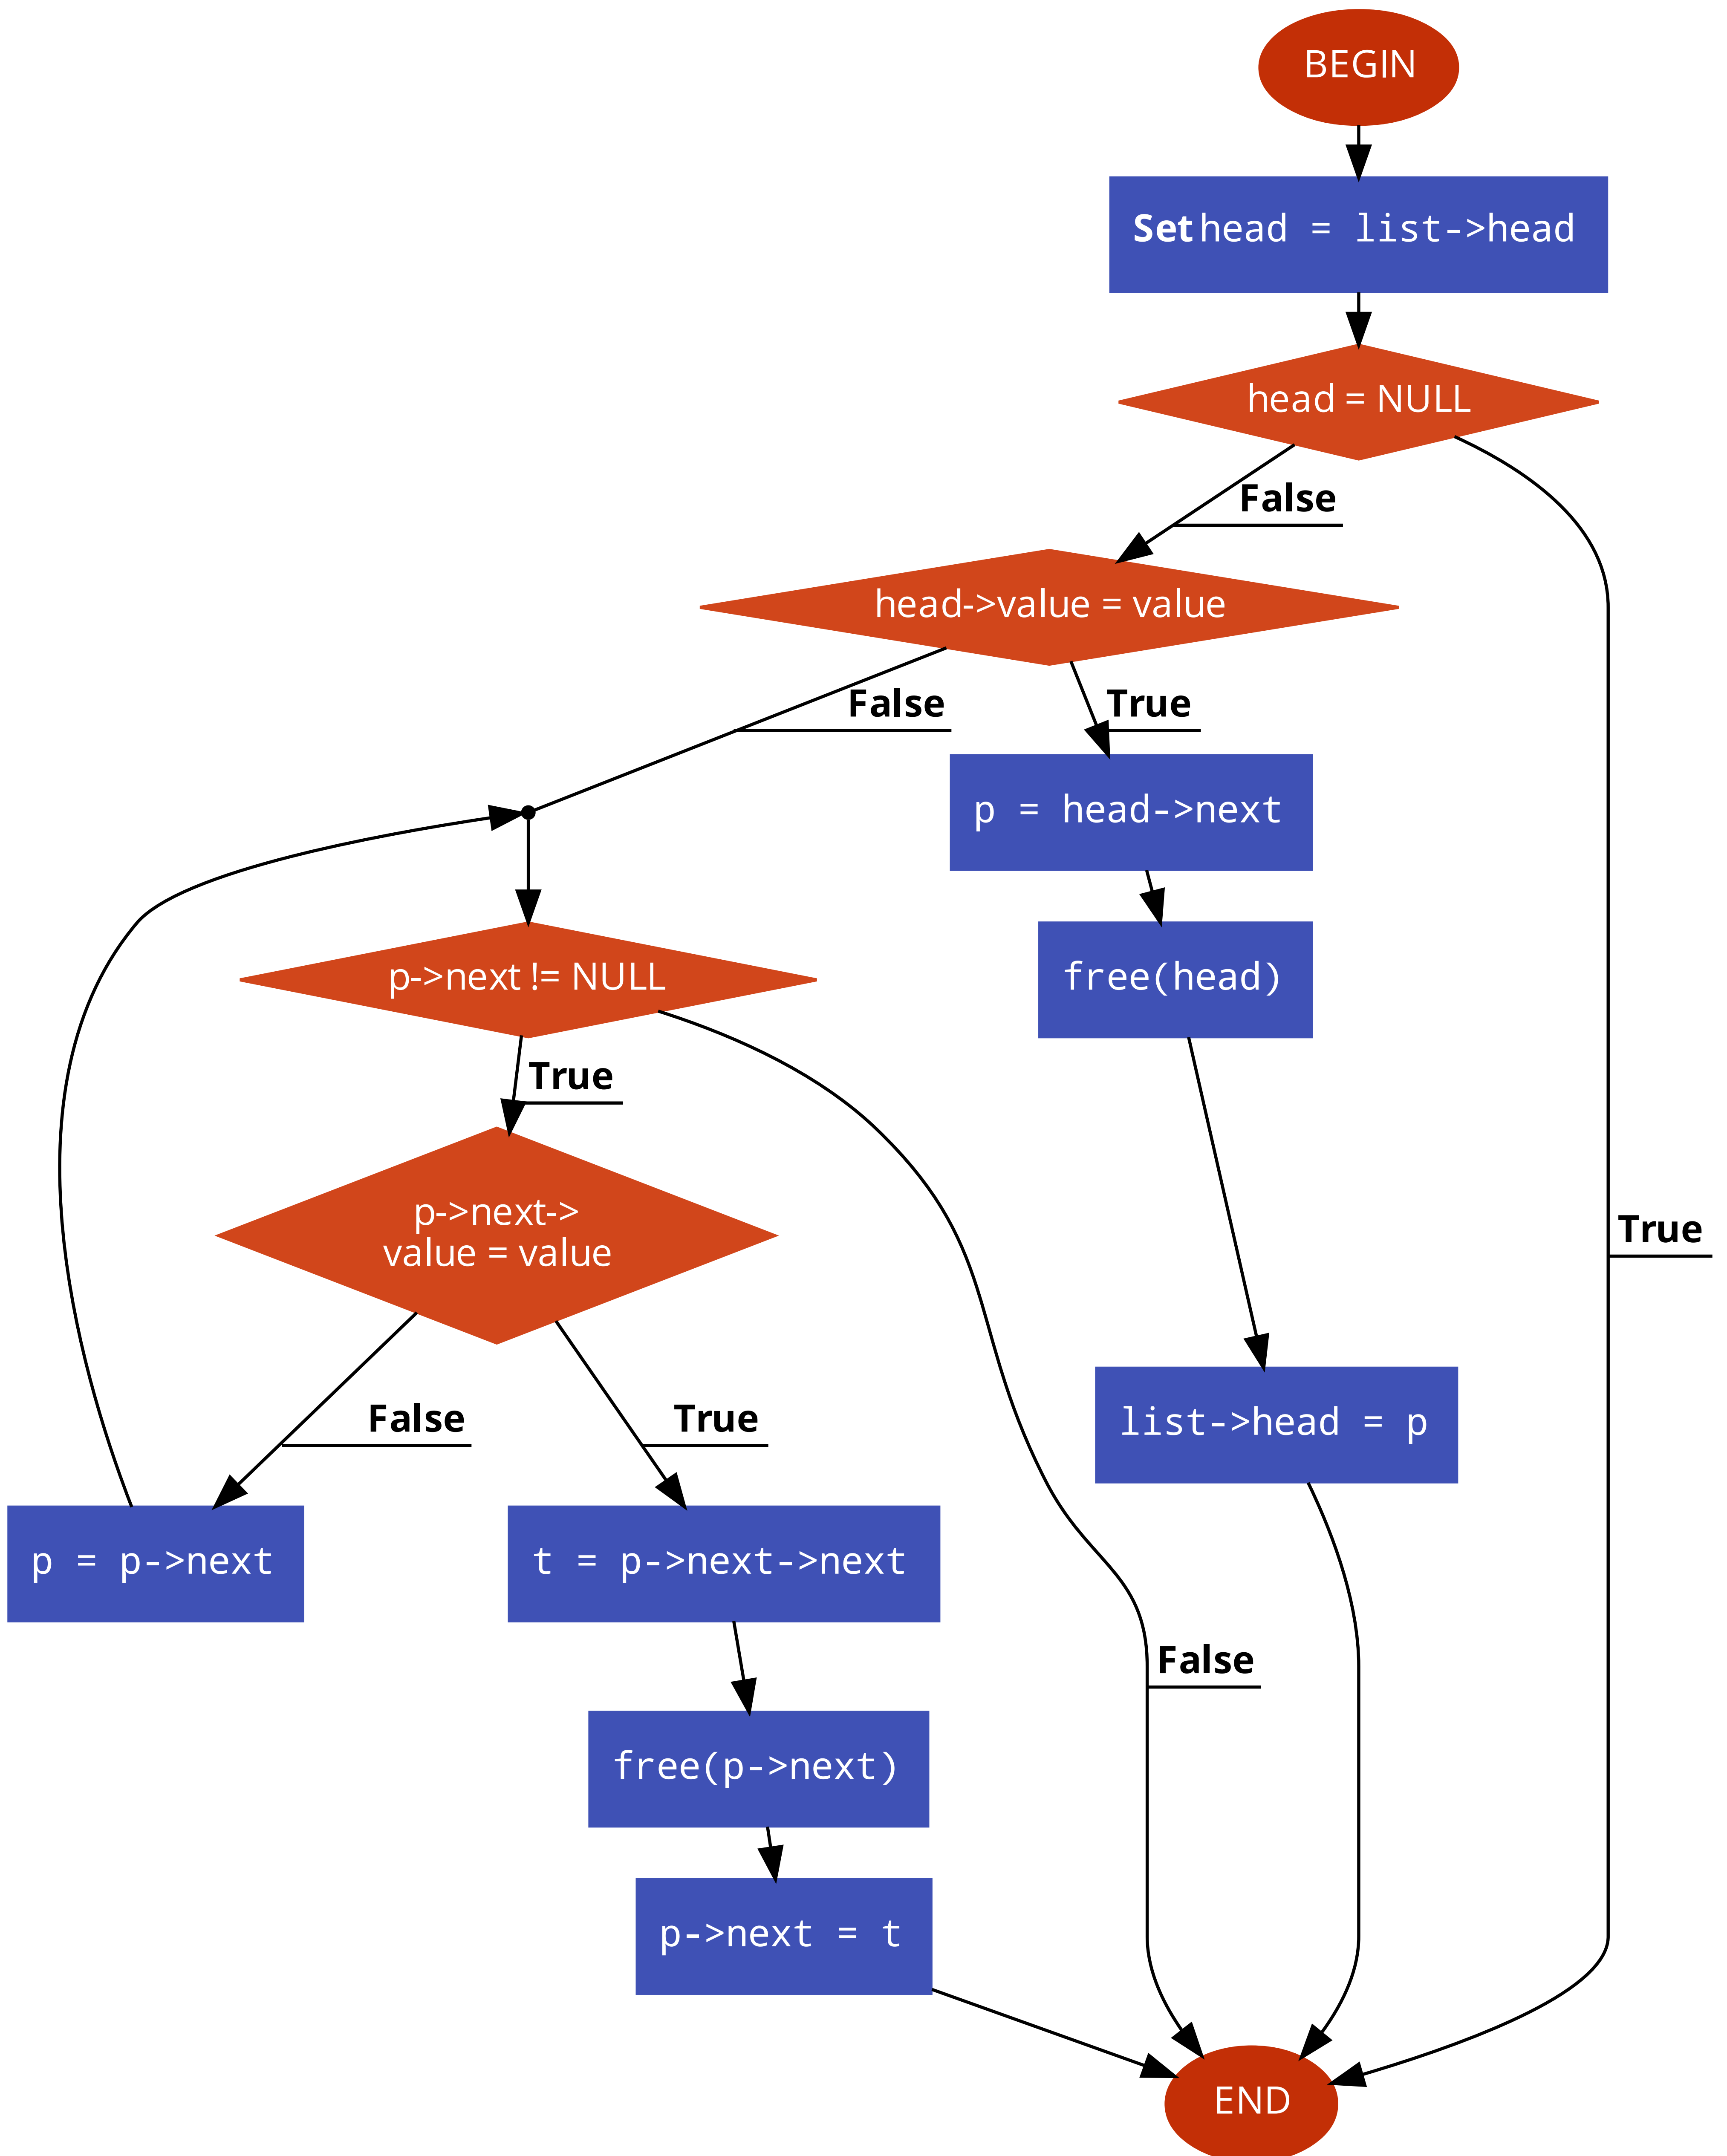 BEGIN
Set head = list->head
head = NULL
False
head->value = value
False
True
p = head->next
p->next != NULL
free(head)
True
p->next->
value = value
True
False
True
list->head = p
p = p->next
t = p->next->next
False
free(p->next)
p->next = t
END